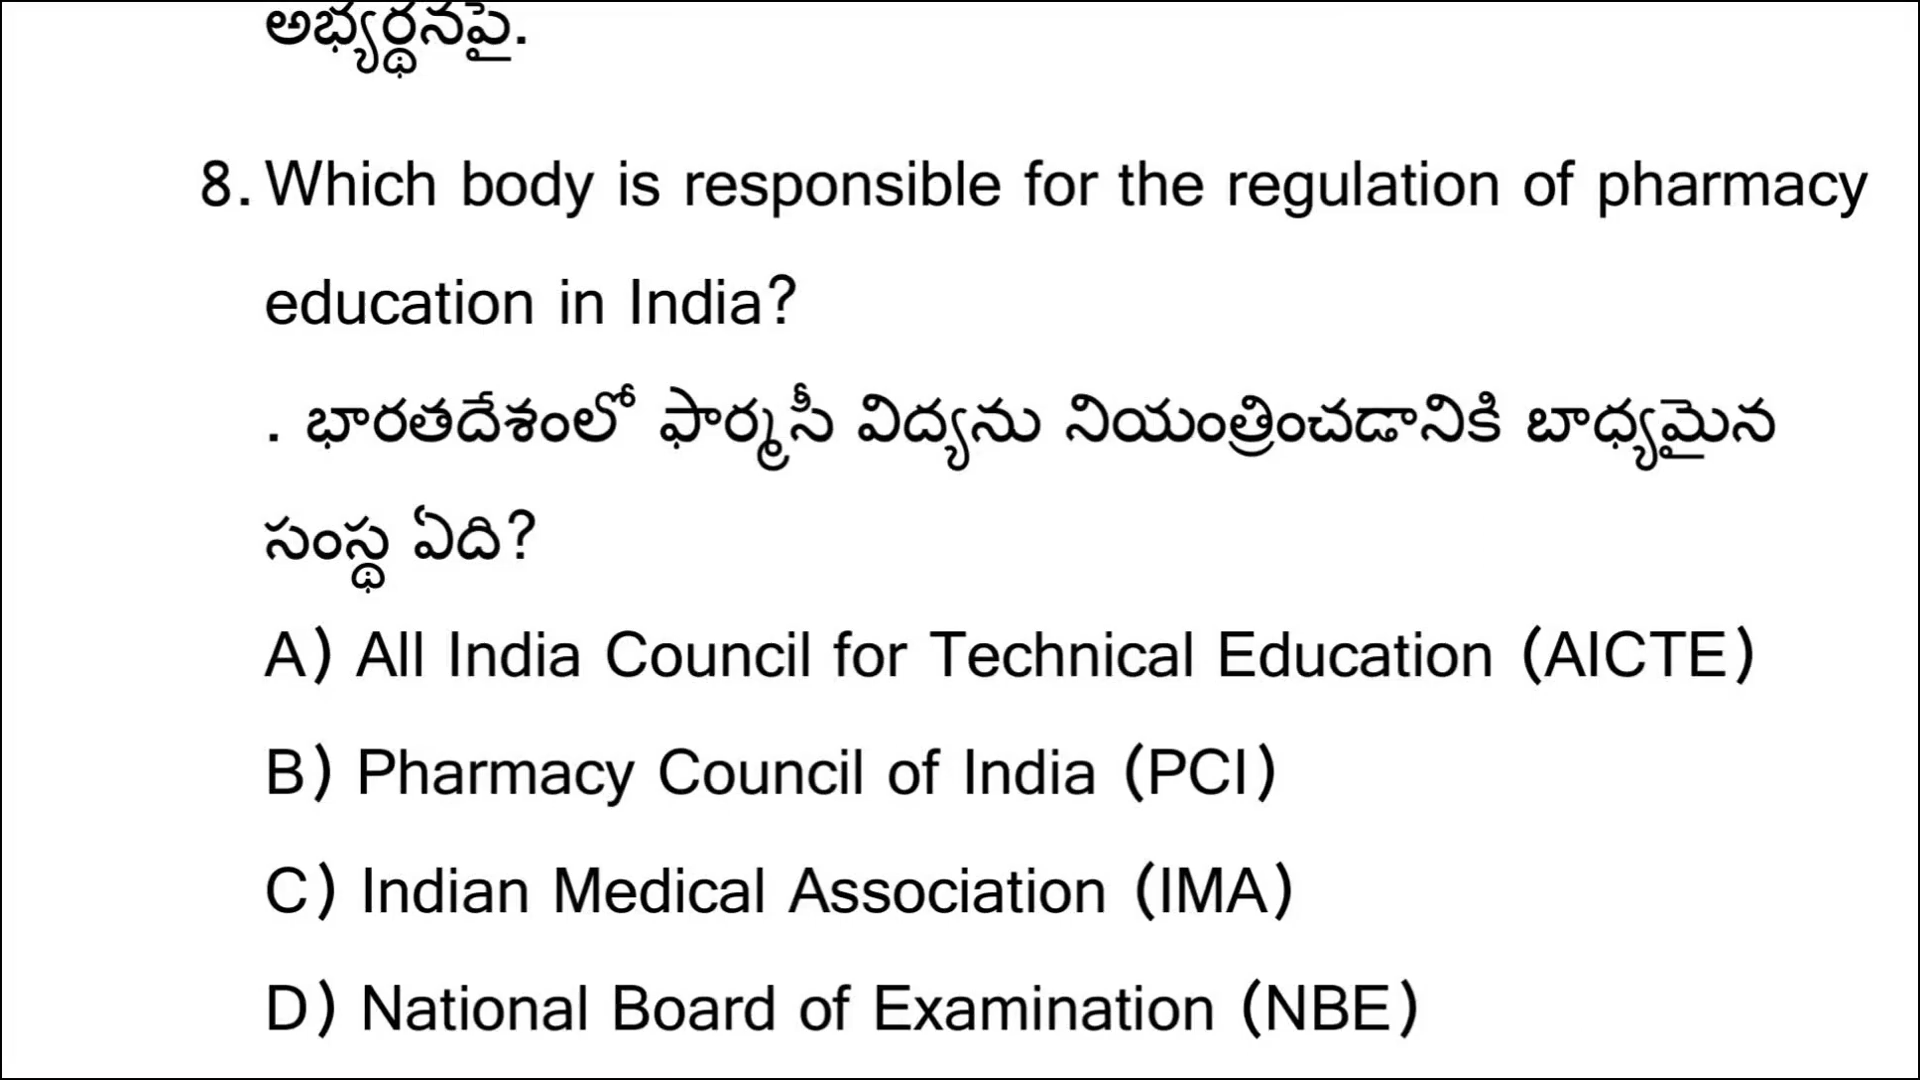 అభ్యర్థనపై.
8. Which body is responsible for the regulation of pharmacy
education in India?
. భారతదేశంలో ఫార్మసీ విద్యను నియంత్రించడానికి బాధ్యమైన
సంస్థ ఏది?
A) All India Council for Technical Education (AICTE)
B) Pharmacy Council of India (PCI)
C) Indian Medical Association (IMA)
D) National Board of Examination (NBE)